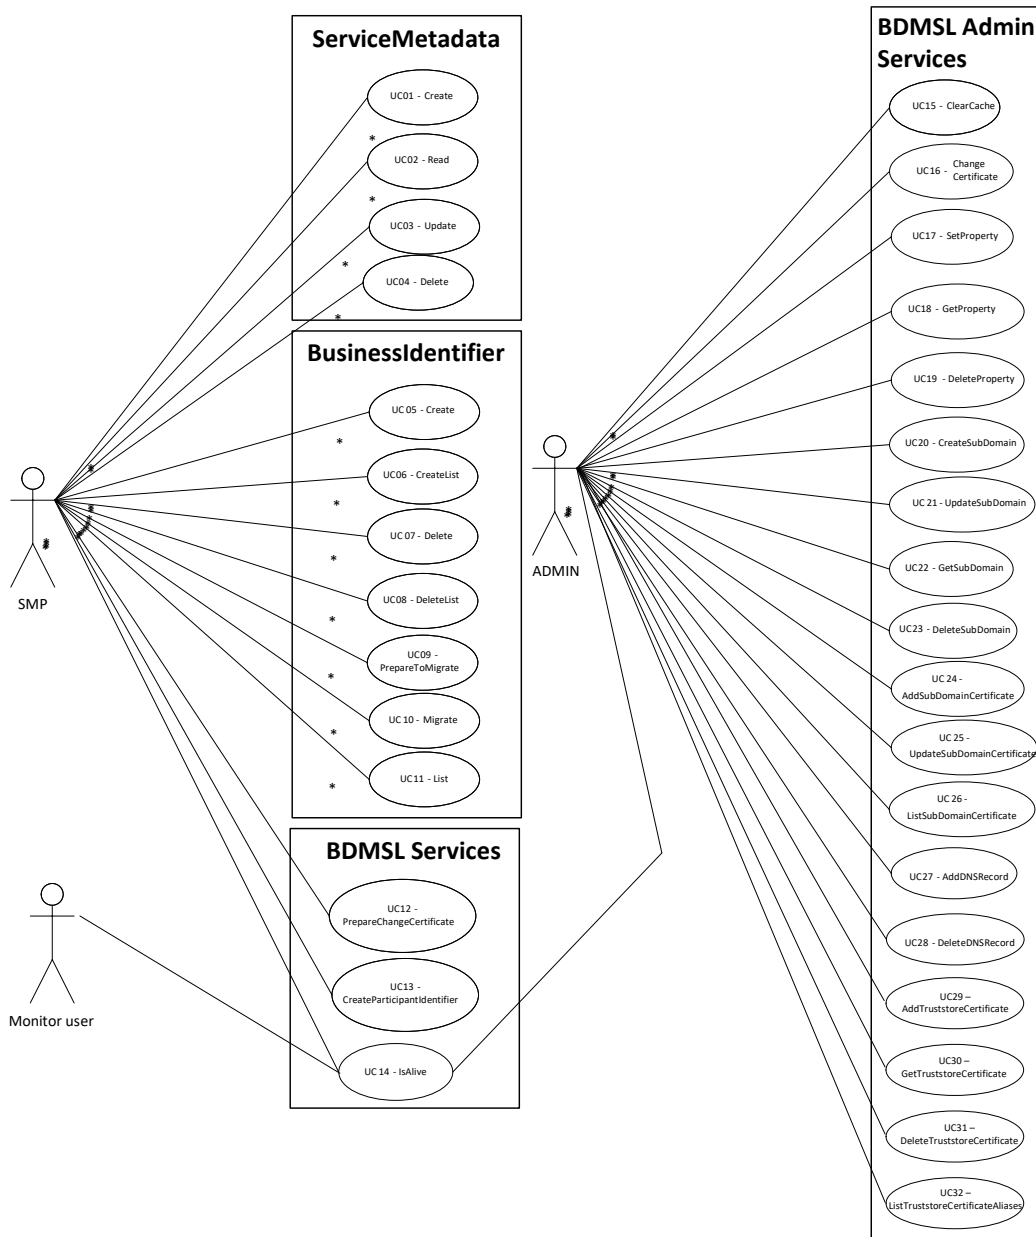 ServiceMetadata
UC01 - Create
*
UC02 - Read
*
UC03 - Update
*
UC04 - Delete
*
BusinessIdentifier
UC 05 - Create
*
UC06 - CreateList
*
UC 07 - Delete
*
UC08 - DeleteList
*
UC09 -
PrepareToMigrate
*
UC 10 - Migrate
*
UC11 - List
*
SMP
BDMSL Services
UC12 -
PrepareChangeCertificate
UC13 -
CreateParticipantIdentifier
UC 14 - IsAlive
Monitor user
ADMIN
BDMSL Admin
Services
UC15 - ClearCache
UC16 - Change
Certificate
UC17 - SetProperty
UC18 - GetProperty
UC19 - DeleteProperty
UC20 - CreateSubDomain
UC 21 - UpdateSubDomain
UC22 - GetSubDomain
UC23 - DeleteSubDomain
UC 24 -
AddSubDomainCertificate
UC 25 -
UpdateSubDomainCertificate
UC 26 -
ListSubDomainCertificate
UC27 - AddDNSRecord
UC28 - DeleteDNSRecord
UC29 –
AddTruststoreCertificate
UC30 –
GetTruststoreCertificate
UC31 –
DeleteTruststoreCertificate
UC32 –
ListTruststoreCertificateAliases